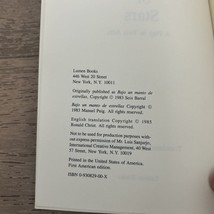 Stars
Lumen Books
446 West 20 Street
New York, N.Y. 10011
Originally published as Bajo un manto de
estrellas, Copyright © 1983 Seix Barral
Copyright © Bajo un manto de estrellas,
1983 Manuel Puig.
English translation Copyright © 1985
Ronald Christ. All rights reserved.
Not to be used for production purposes with-
out express permission of Mr. Luis Sanjurjo,
International Creative Management, 40 West
57 Street, New York, N.Y. 10019
Printed in the United States of America.
First American edition.
ISBN 0-930829-00-X